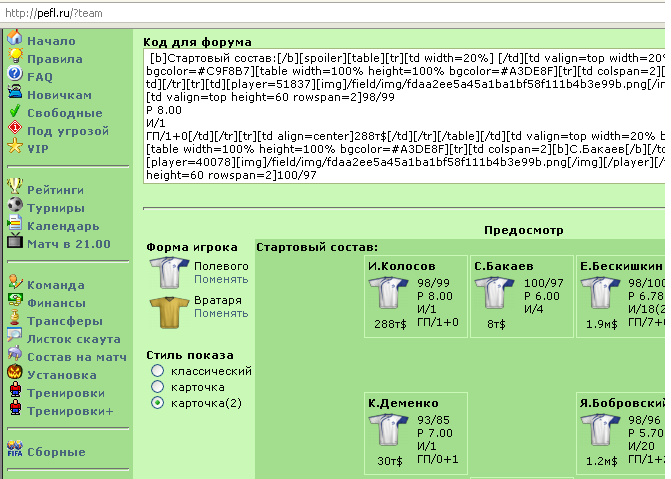 http://pefl.ru/?team
Начало
Правила
FAQ
Новичкам
Свободные
Под угрозой
VIP
Рейтинги
Турниры
Календарь
Матч в 21.00
Команда
Финансы
Трансферы
Листок скаута
Состав на матч
Установка
Тренировки
Тренировки+
Сборные
Код для форума
[b]Стартовый состав:[/b][spoiler][table][tr][td width=20%] [/td][td valign=top width=20%
bgcolor=#C9F8B7][table width=100% height=100% bgcolor=#A3DE8F][tr][td colspan=2][
td][/tr][tr][td][player=51837][img]/field/img/fdaa2ee5a45a1ba1bf58f111b4b3e99b.png[/im
[td valign=top height=60 rowspan=2]98/99
Р 8.00
И/1
ГП/1+0[/td][/tr][tr][td align=center]288т$[/td][/tr][/table][/td][td valign=top width=20% b
[table width=100% height=100% bgcolor=#A3DE8F][tr][td colspan=2][b]С.Бакаев[/b][/td
[player=40078][img]/field/img/fdaa2ee5a45a1ba1bf58f111b4b3e99b.png[/img][/player][/
height=60 rowspan=2]100/97
Предосмотр
Форма игрока
Полевого
Поменять
Вратаря
Поменять
Стиль показа
классический
карточка
карточка(2)
Стартовый состав:
И.Колосов
98/99
Р 8.00
И/1
288т$ ГП/1+0
С.Бакаев
100/97
Р 6.00
И/4
8т$
Е.Бескишкин
98/100
Р 6.78
И/18(2
1.9м$ ГП/7+
К.Деменко
93/85
Р 7.00
И/1
30т$ ГП/0+1
Я.Бобровский
98/96
Р 5.70
И/20
1.2м$ ГП/1+